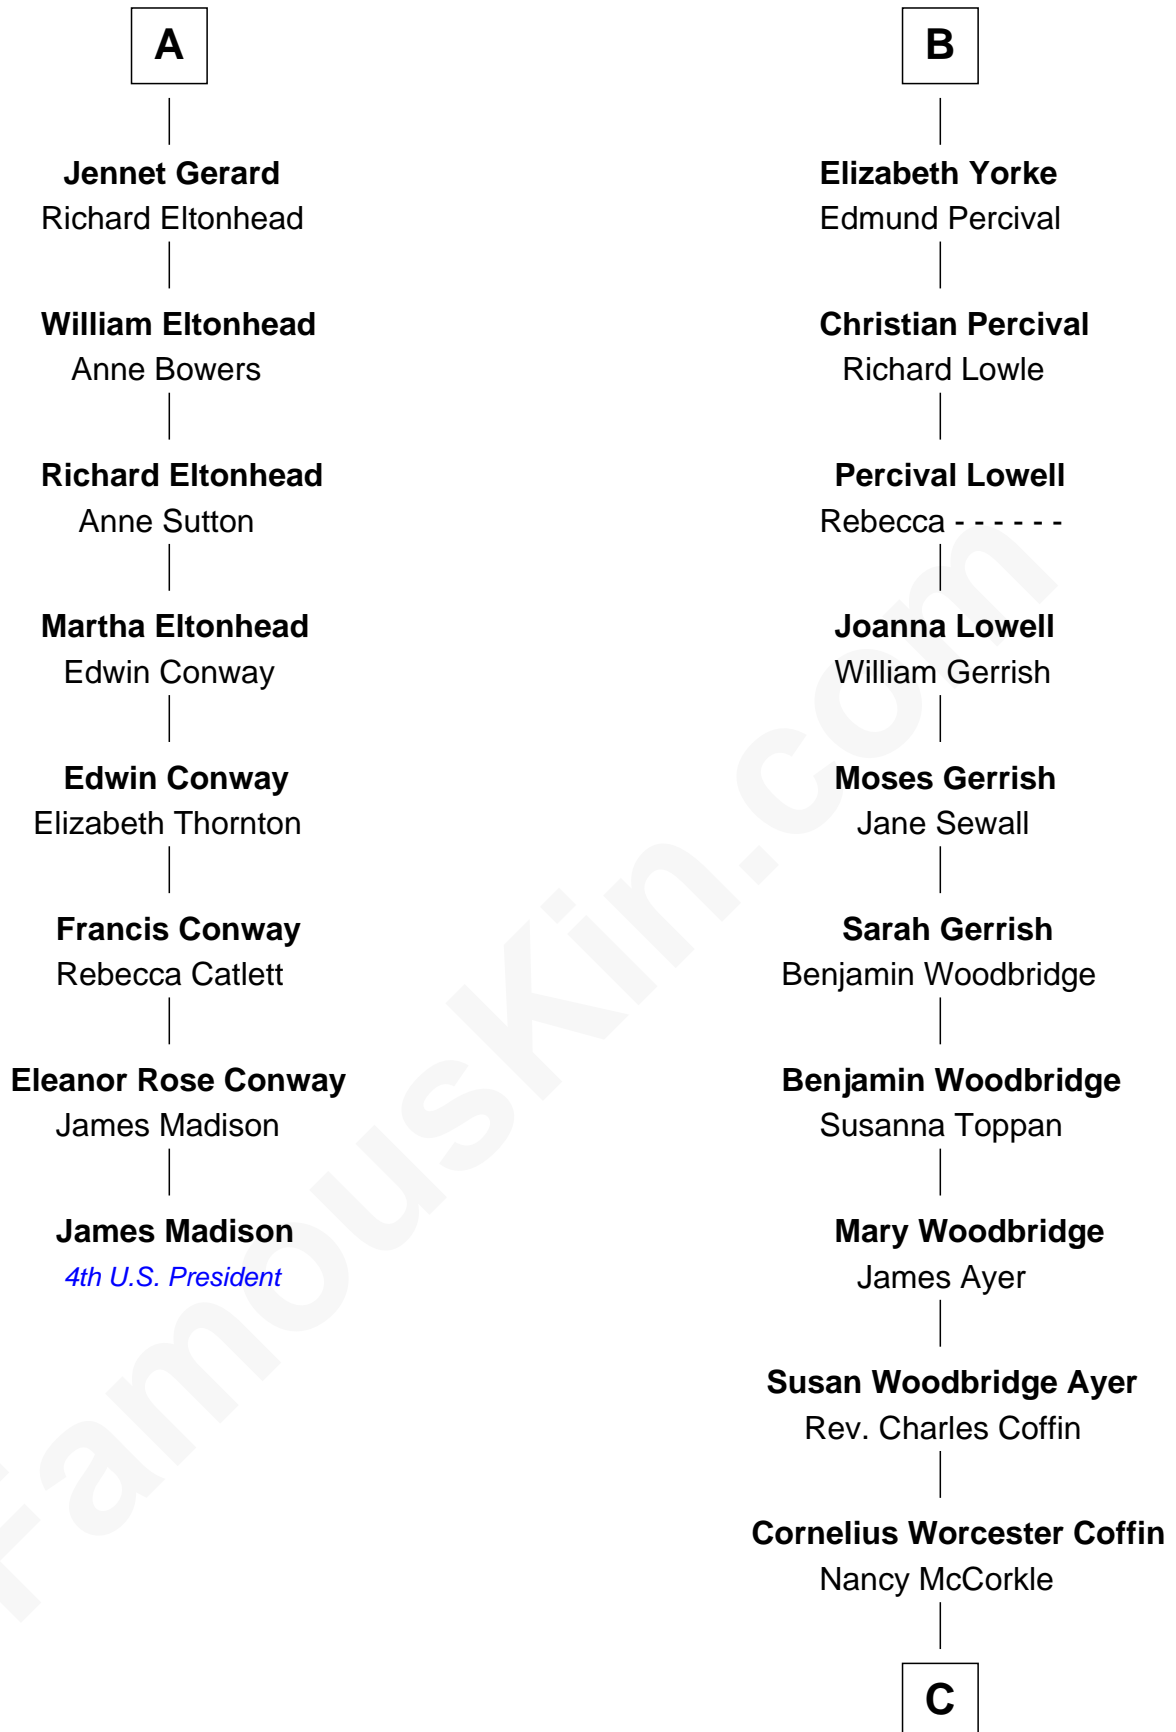 A
Jennet Gerard
Richard Eltonhead
William Eltonhead
Anne Bowers
Richard Eltonhead
Anne Sutton
Martha Eltonhead
Edwin Conway
Edwin Conway
Elizabeth Thornton
Francis Conway
Rebecca Catlett
Eleanor Rose Conway
James Madison
James Madison
4th U.S. President
B
Elizabeth Yorke
Edmund Percival
Christian Percival
Richard Lowle
Percival Lowell
Rebecca - - - - - -
Joanna Lowell
William Gerrish
Moses Gerrish
Jane Sewall
Sarah Gerrish
Benjamin Woodbridge
Benjamin Woodbridge
Susanna Toppan
Mary Woodbridge
James Ayer
Susan Woodbridge Ayer
Rev. Charles Coffin
Cornelius Worcester Coffin
Nancy McCorkle
C
FamousKin.com